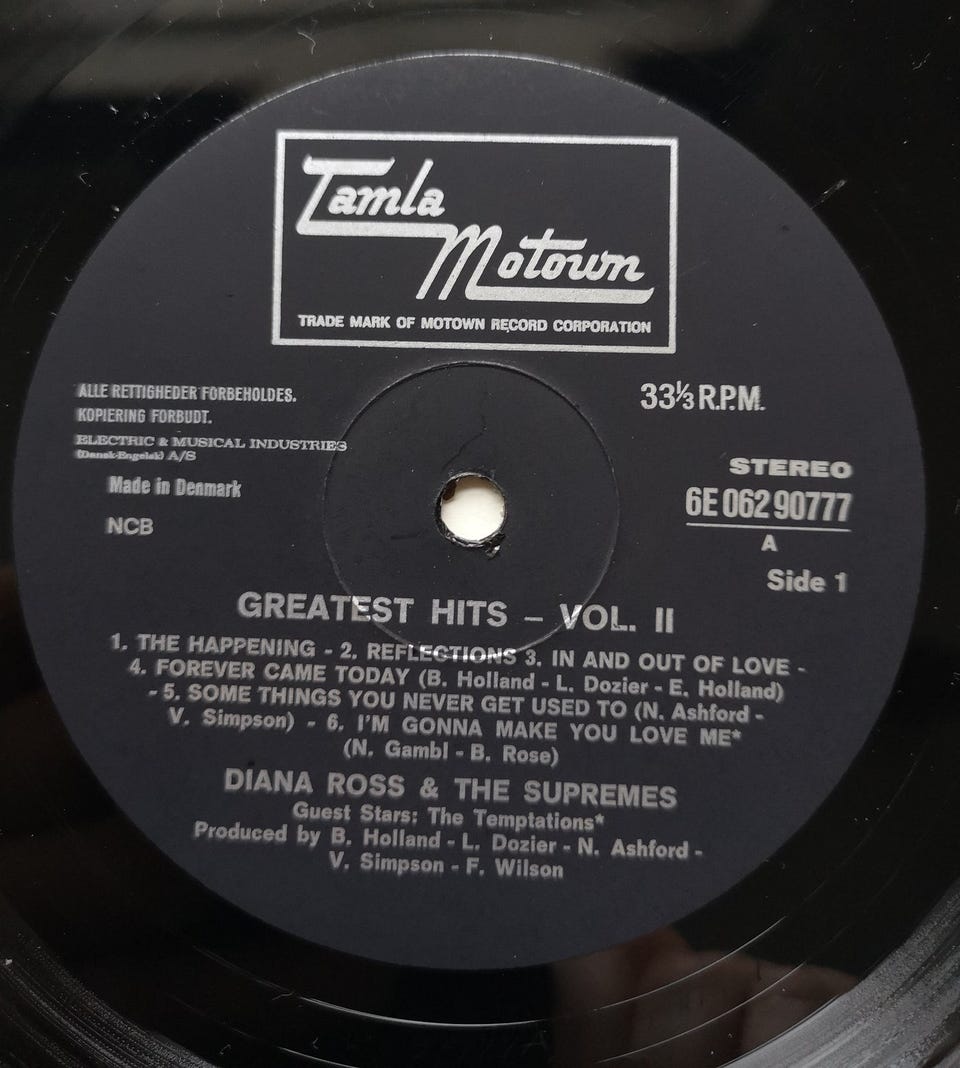 Tamla
Motown
TRADE MARK OF MOTOWN RECORD CORPORATION
ALLE RETTIGHEDER FORBEHOLDES.
KOPIERING FORBUDT.
ELECTRIC & MUSICAL INDUSTRIES
(Dansk-Engelsk) A/S
Made in Denmark
NCB
33⅓ R.P.M.
STEREO
6E 062 90777
A
Side 1
GREATEST HITS – VOL. II
1. THE HAPPENING - 2. REFLECTIONS 3. IN AND OUT OF LOVE -
4. FOREVER CAME TODAY (B. Holland - L. Dozier - E. Holland)
- 5. SOME THINGS YOU NEVER GET USED TO (N. Ashford -
V. Simpson) - 6. I'M GONNA MAKE YOU LOVE ME*
(N. Gambl - B. Rose)
DIANA ROSS & THE SUPREMES
Guest Stars: The Temptations*
Produced by B. Holland - L. Dozier - N. Ashford -
V. Simpson - F. Wilson